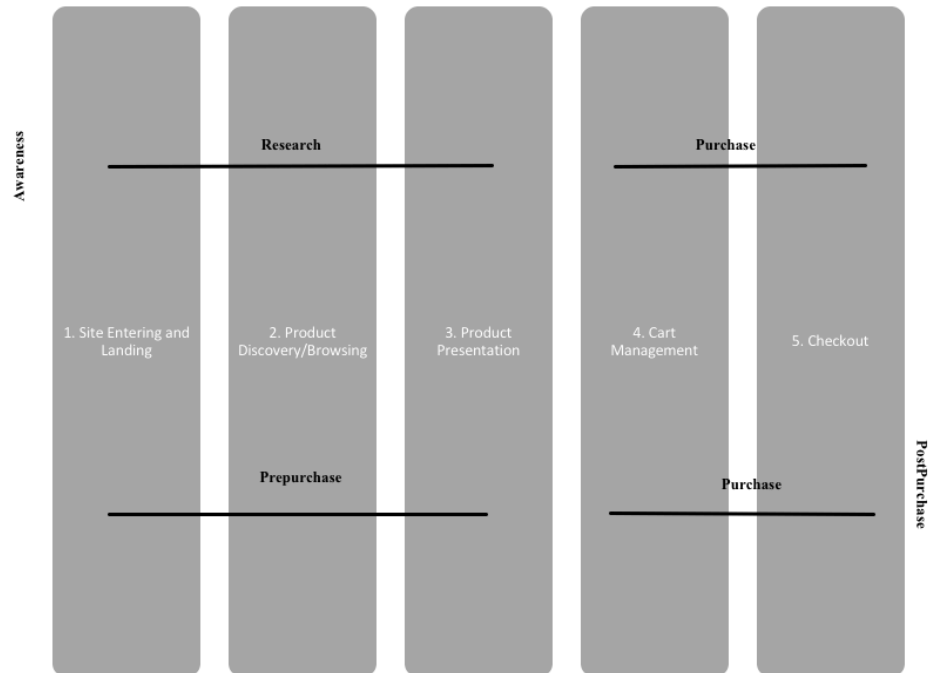 Awareness
Research
Purchase
1. Site Entering and
Landing
2. Product
Discovery/Browsing
3. Product
Presentation
4. Cart
Management
5. Checkout
Prepurchase
Purchase
PostPurchase